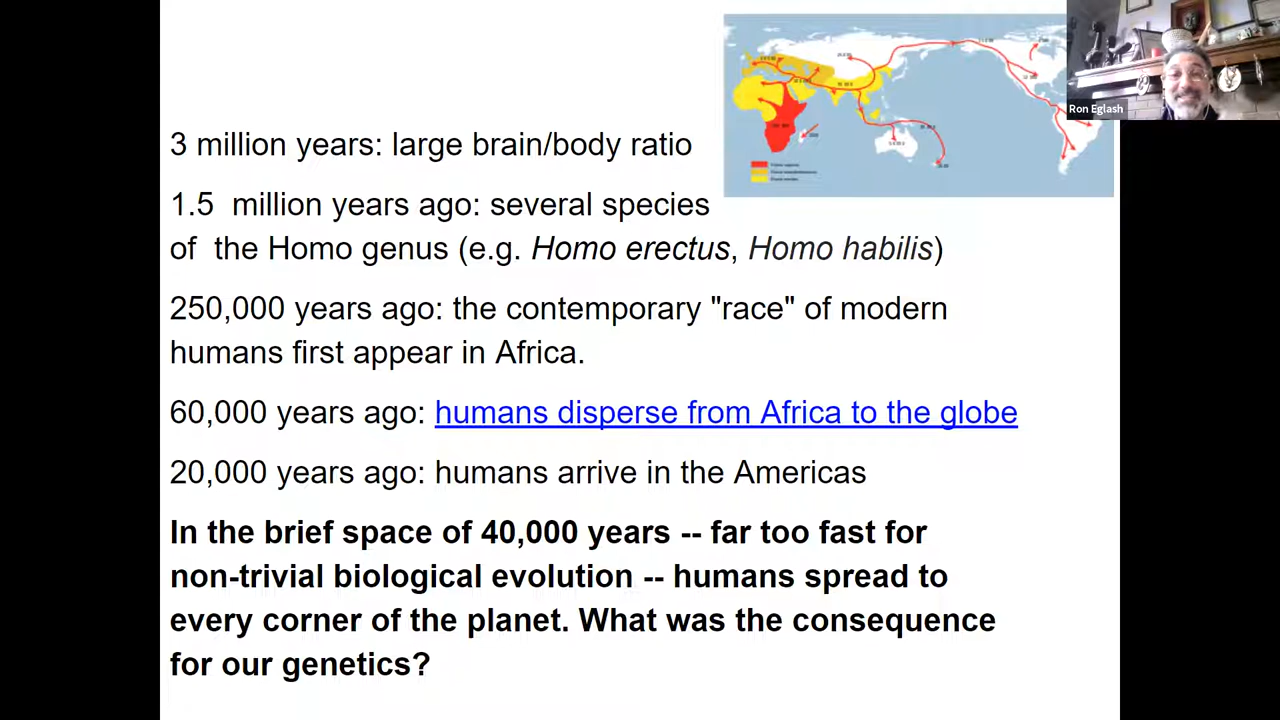 Ron Eglash
3 million years: large brain/body ratio
1.5 million years ago: several species
of the Homo genus (e.g. Homo erectus, Homo habilis)
250,000 years ago: the contemporary "race" of modern
humans first appear in Africa.
60,000 years ago: humans disperse from Africa to the globe
20,000 years ago: humans arrive in the Americas
In the brief space of 40,000 years -- far too fast for
non-trivial biological evolution -- humans spread to
every corner of the planet. What was the consequence
for our genetics?